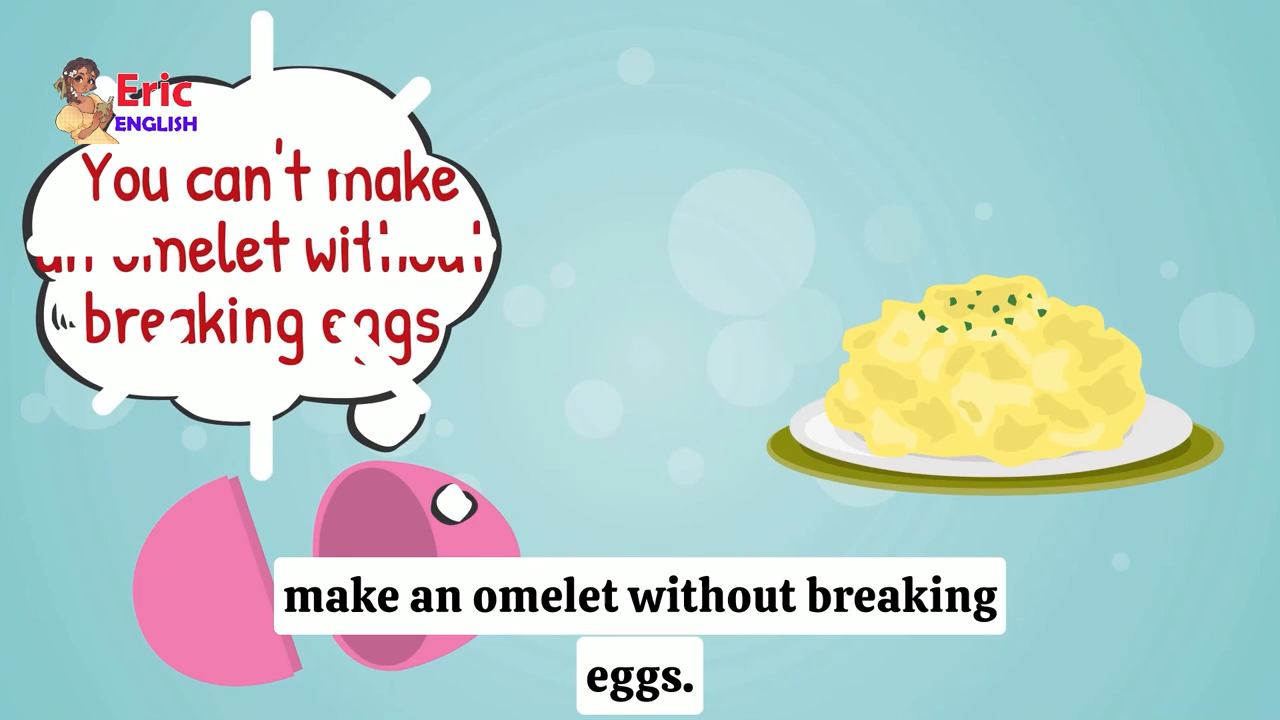 Eric
ENGLISH
You can't make
an omelet without
breaking eggs
make an omelet without breaking
eggs.